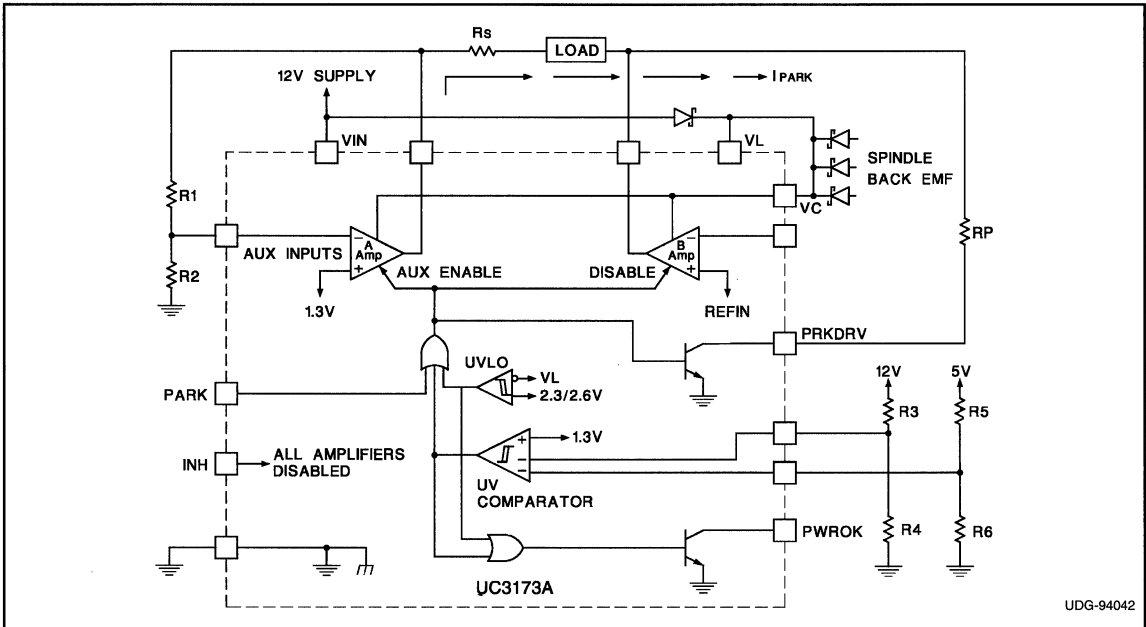 Rs
LOAD
12V SUPPLY
I PARK
VIN
VL
SPINDLE
BACK EMF
R1
VC
RP
A
Amp
B
Amp
AUX INPUTS
AUX ENABLE
DISABLE
R2
1.3V
REFIN
PRKDRV
UVLO
VL
12V
5V
PARK
2.3/2.6V
R3
R5
1.3V
INH
ALL AMPLIFIERS
DISABLED
UV
COMPARATOR
PWROK
R4
R6
UC3173A
UDG-94042